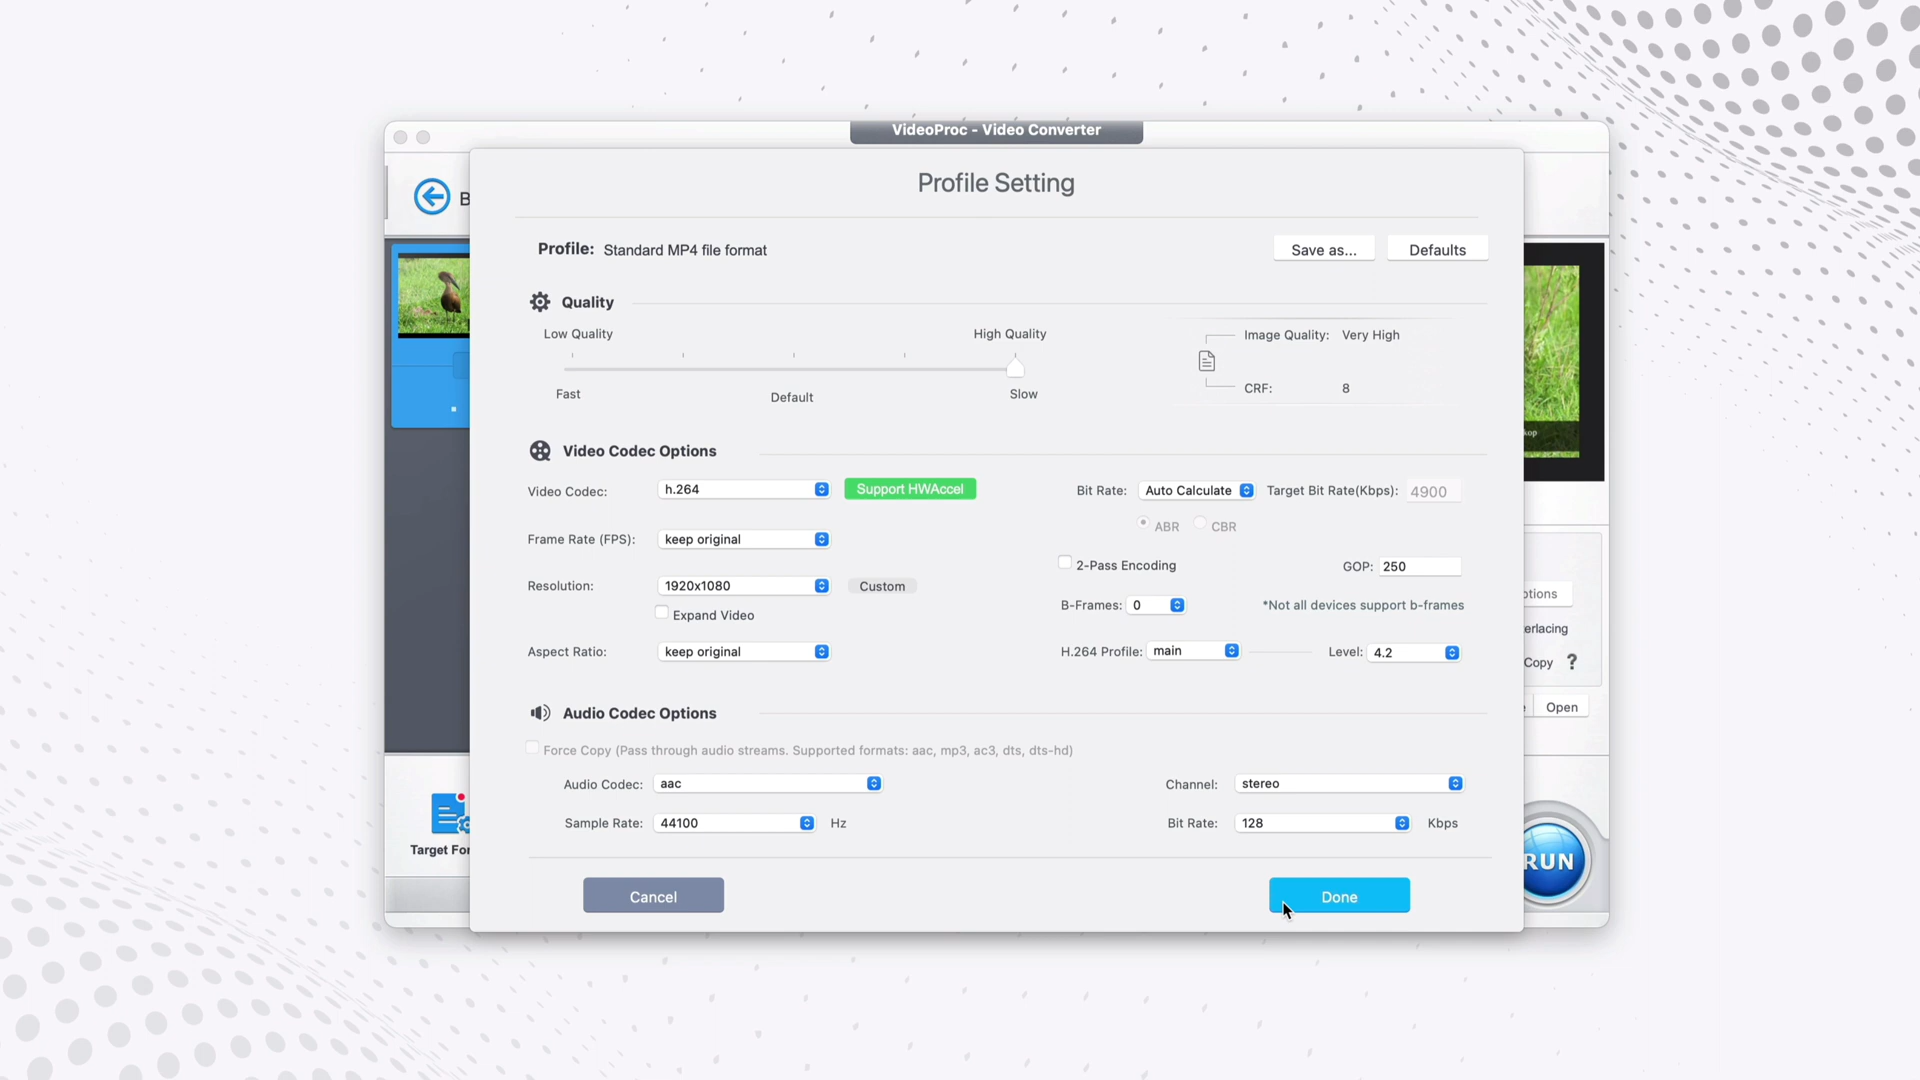 VideoProc - Video Converter
Profile Setting
B
Profile: Standard MP4 file format
Save as...
Defaults
Quality
Low Quality
High Quality
Fast
Default
Slow
Image Quality: Very High
CRF: 8
Video Codec Options
Video Codec: h.264
Support HWAccel
Bit Rate: Auto Calculate
Target Bit Rate(Kbps): 4900
ABR
CBR
Frame Rate (FPS): keep original
2-Pass Encoding
GOP: 250
Resolution: 1920x1080
Custom
Expand Video
B-Frames: 0
*Not all devices support b-frames
Aspect Ratio: keep original
H.264 Profile: main
Level: 4.2
ptions
erlacing
Copy ?
Open
Audio Codec Options
Force Copy (Pass through audio streams. Supported formats: aac, mp3, ac3, dts, dts-hd)
Audio Codec: aac
Channel: stereo
Sample Rate: 44100 Hz
Bit Rate: 128 Kbps
Target For
RUN
Cancel
Done